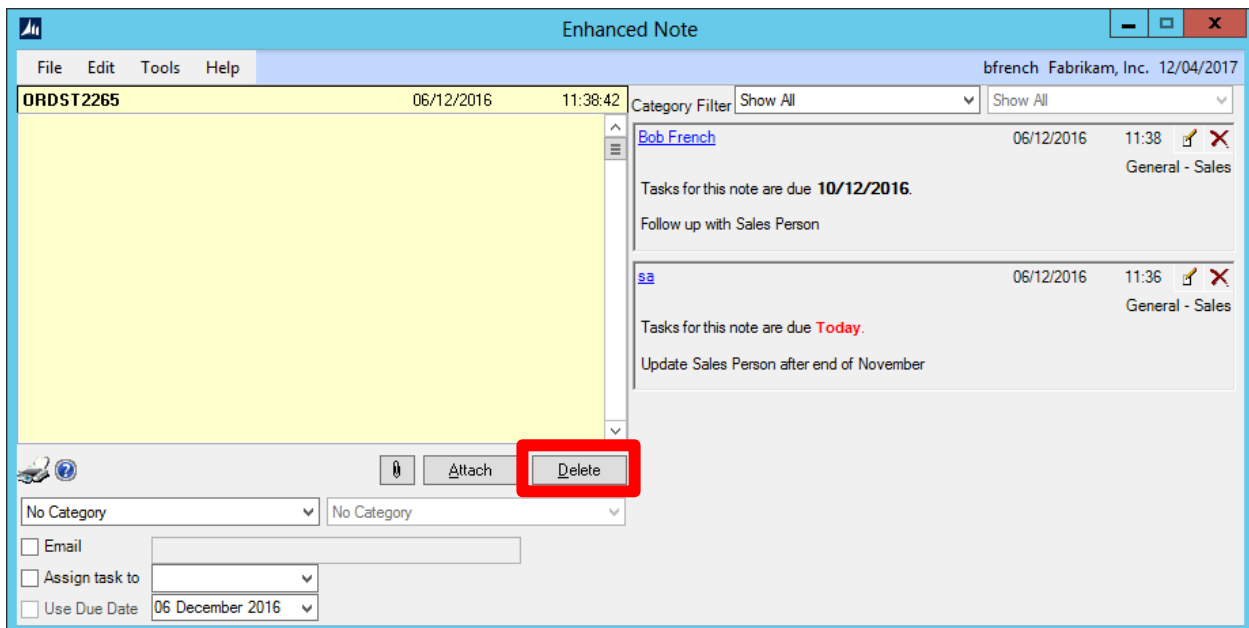 Enhanced Note
File Edit Tools Help bfrench Fabrikam, Inc. 12/04/2017
ORDST2265 06/12/2016 11:38:42
Category Filter Show All Show All
Bob French 06/12/2016 11:38
General - Sales
Tasks for this note are due 10/12/2016.
Follow up with Sales Person
sa 06/12/2016 11:36
General - Sales
Tasks for this note are due Today.
Update Sales Person after end of November
Attach Delete
No Category No Category
Email
Assign task to
Use Due Date 06 December 2016